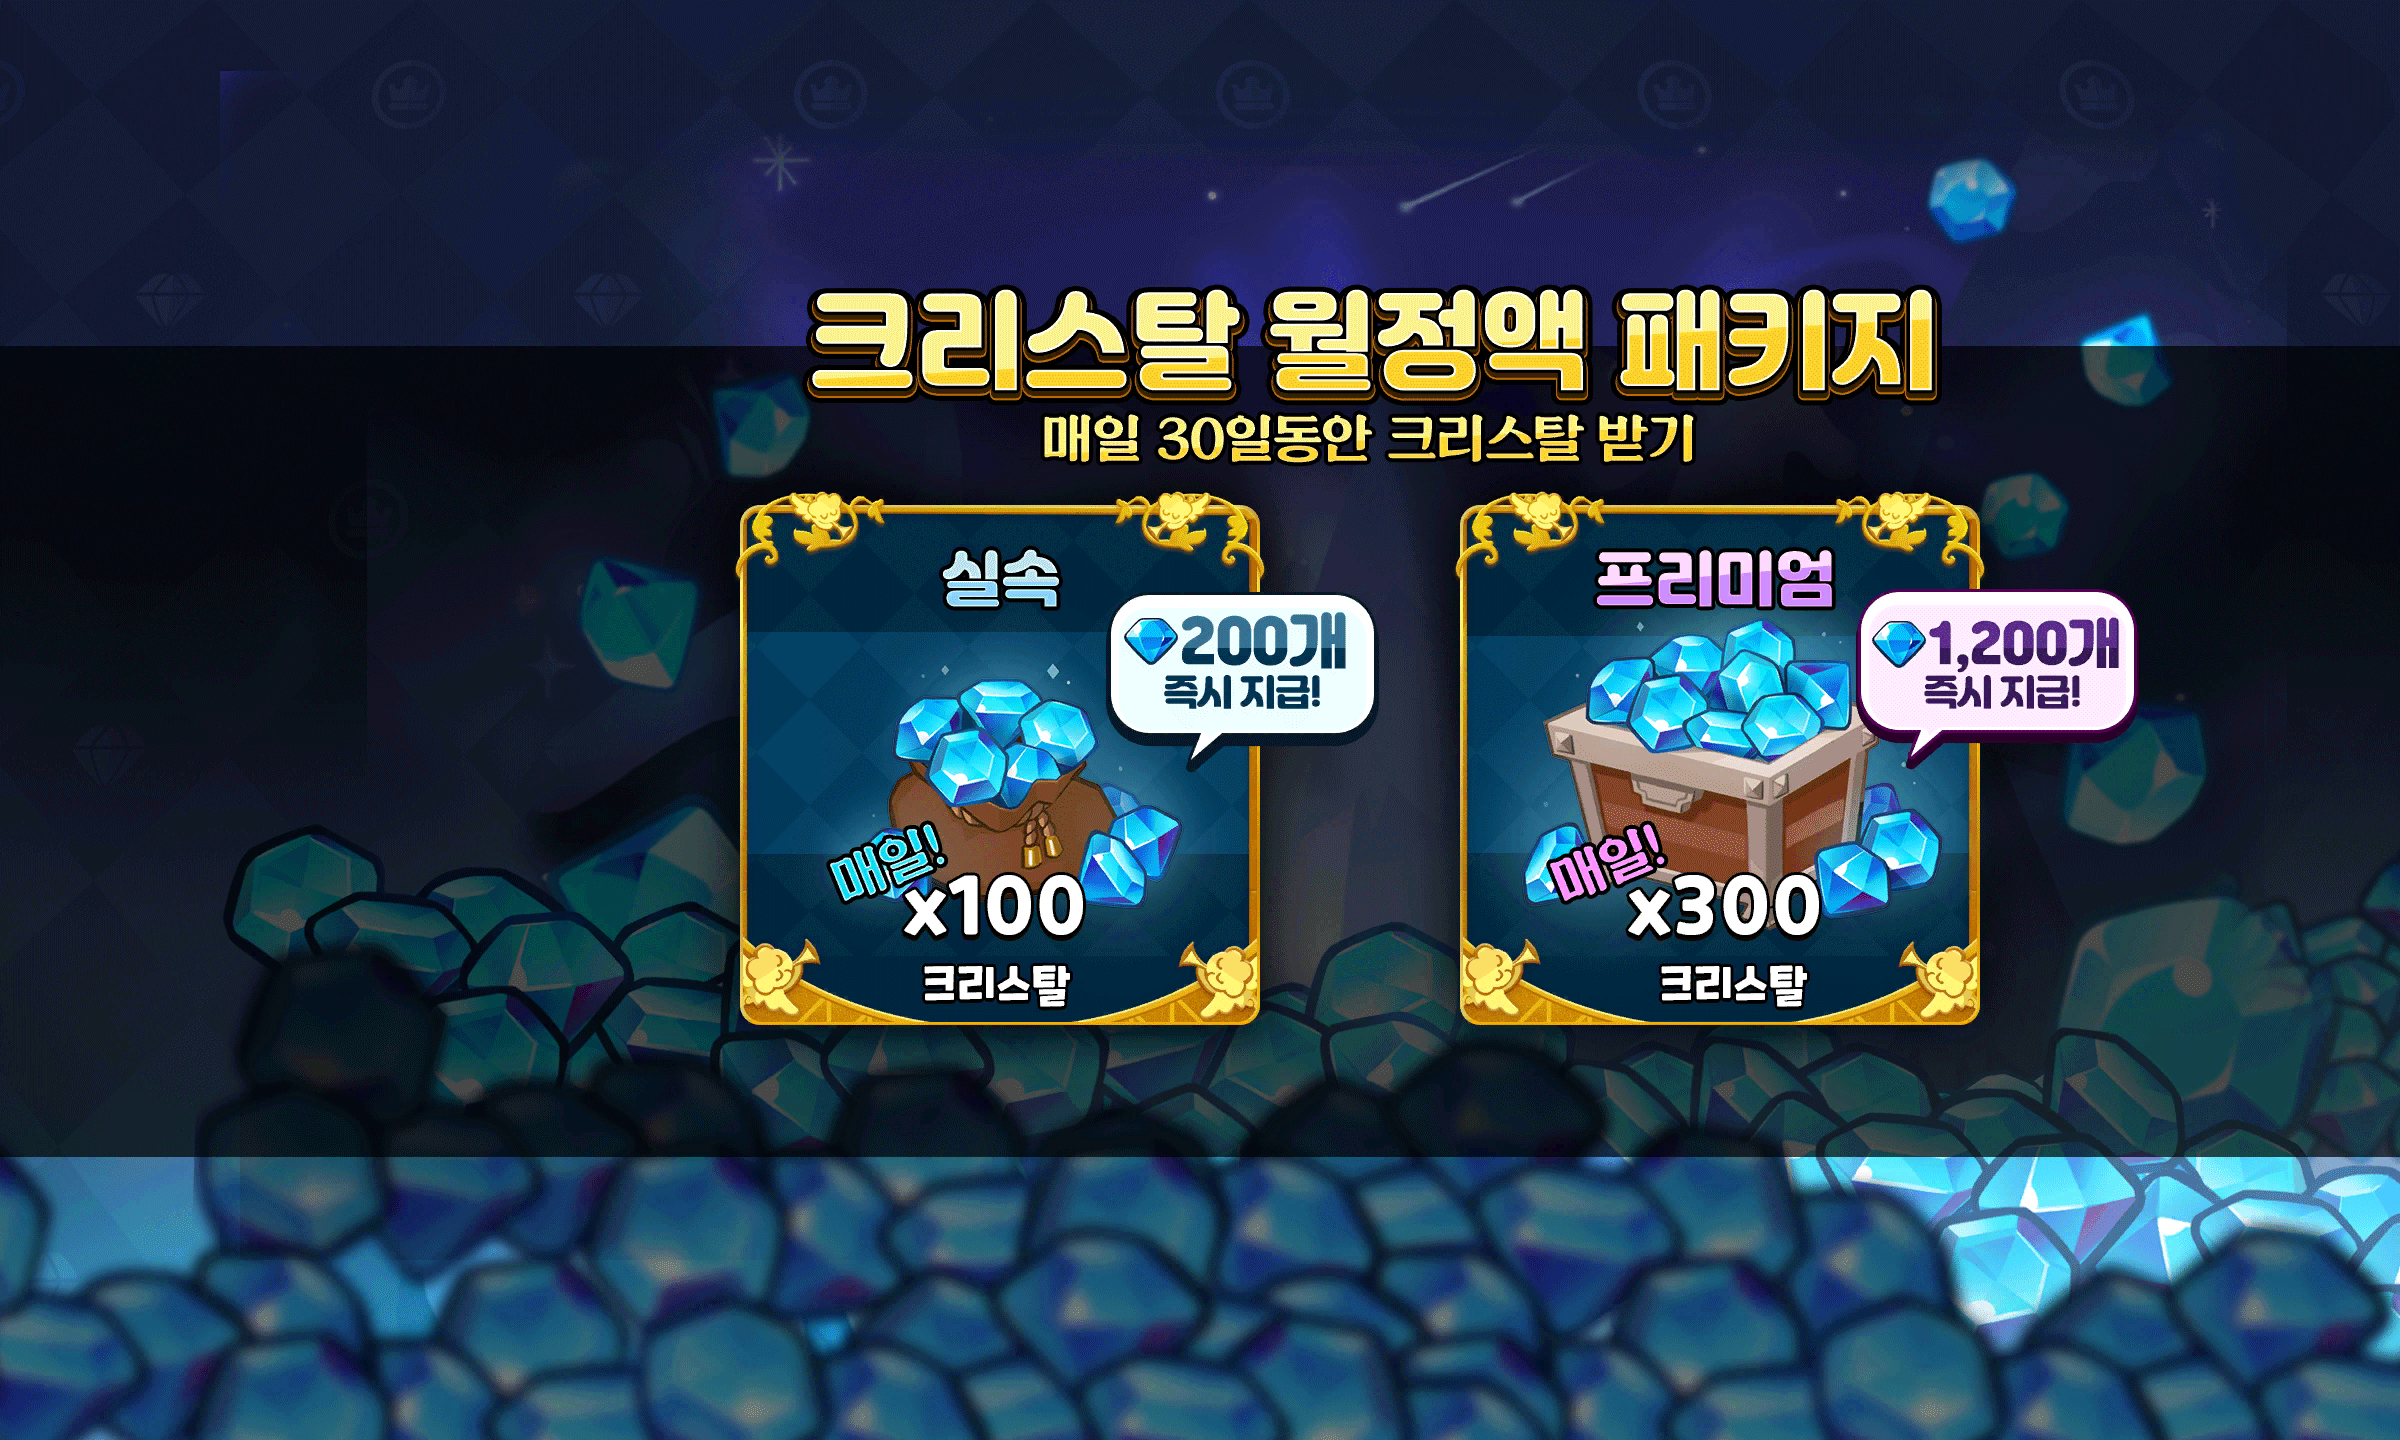 크리스탈 월정액 패키지
매일 30일동안 크리스탈 받기
실속
200개
즉시 지급!
매일!
x100
크리스탈
프리미엄
1,200개
즉시 지급!
매일!
x300
크리스탈